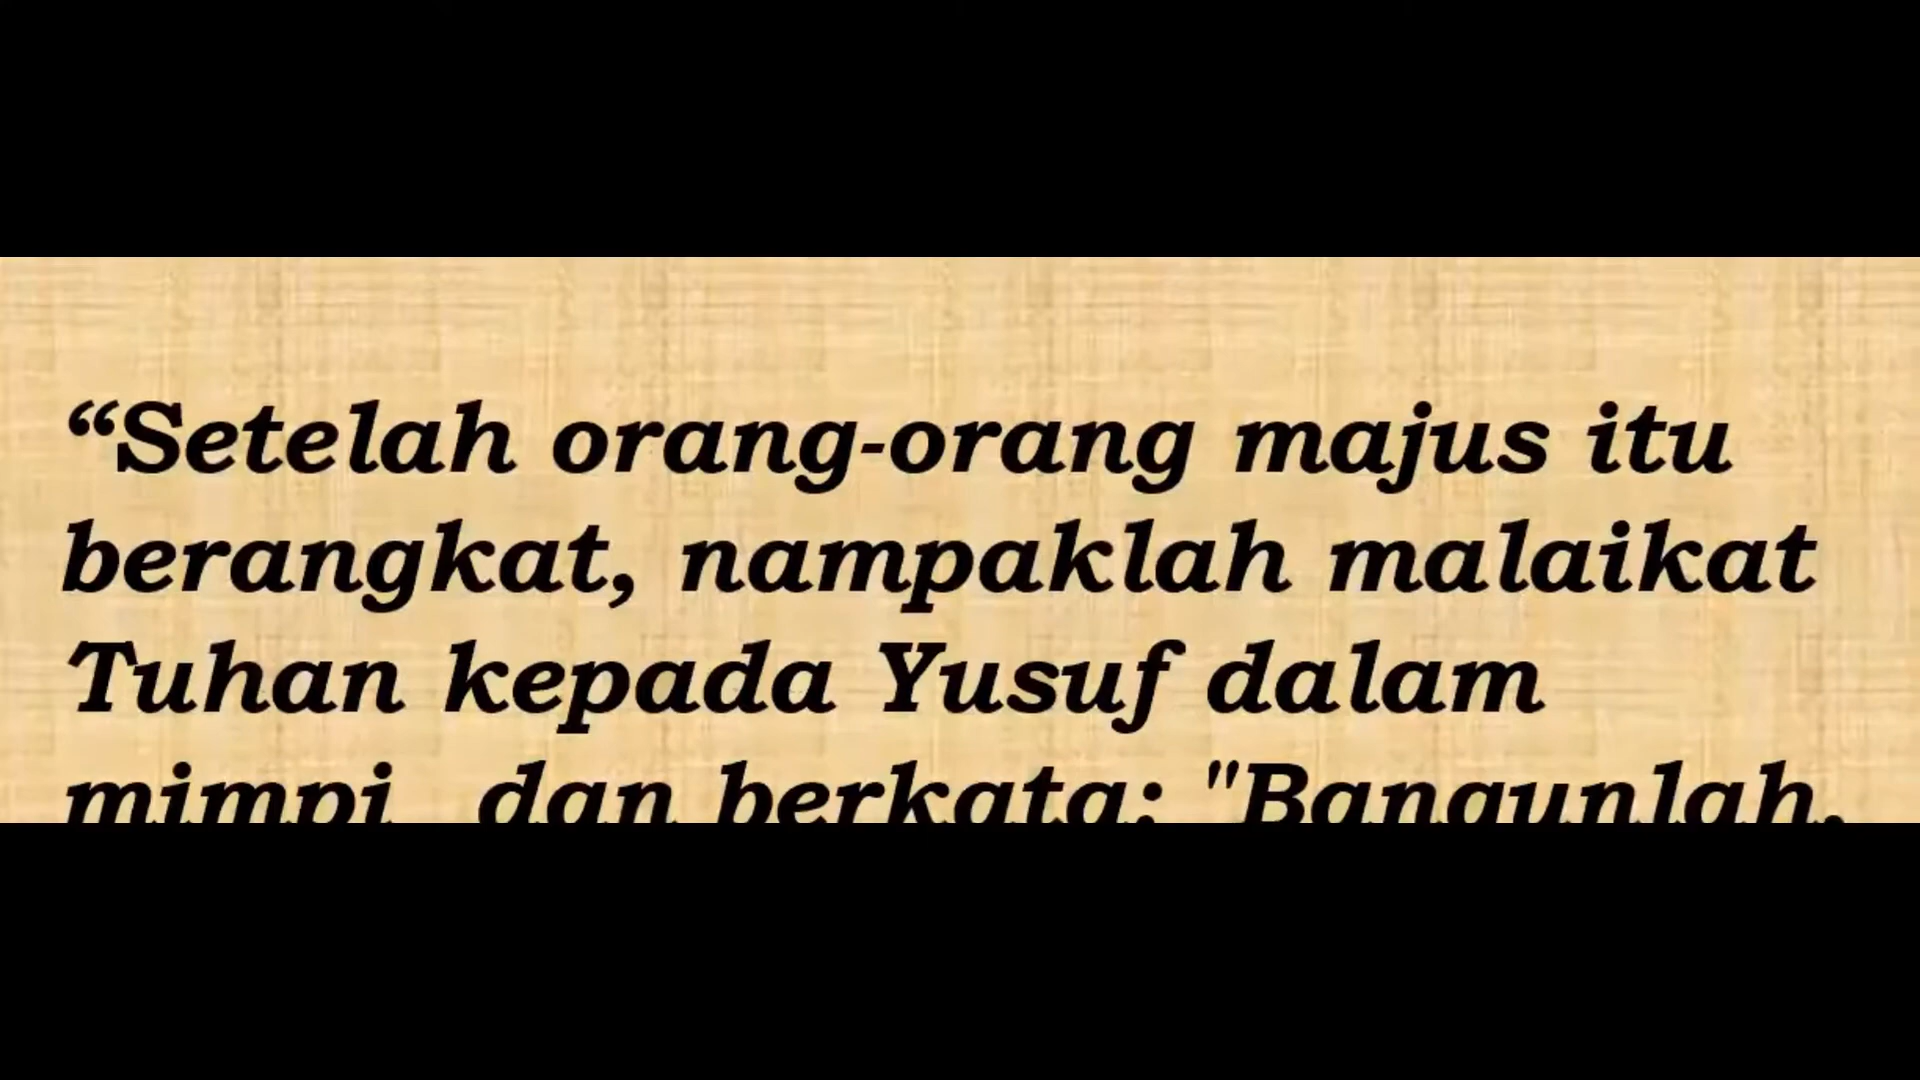 “Setelah orang-orang majus itu
berangkat, nampaklah malaikat
Tuhan kepada Yusuf dalam
mimpi dan berkata: "Bangunlah,